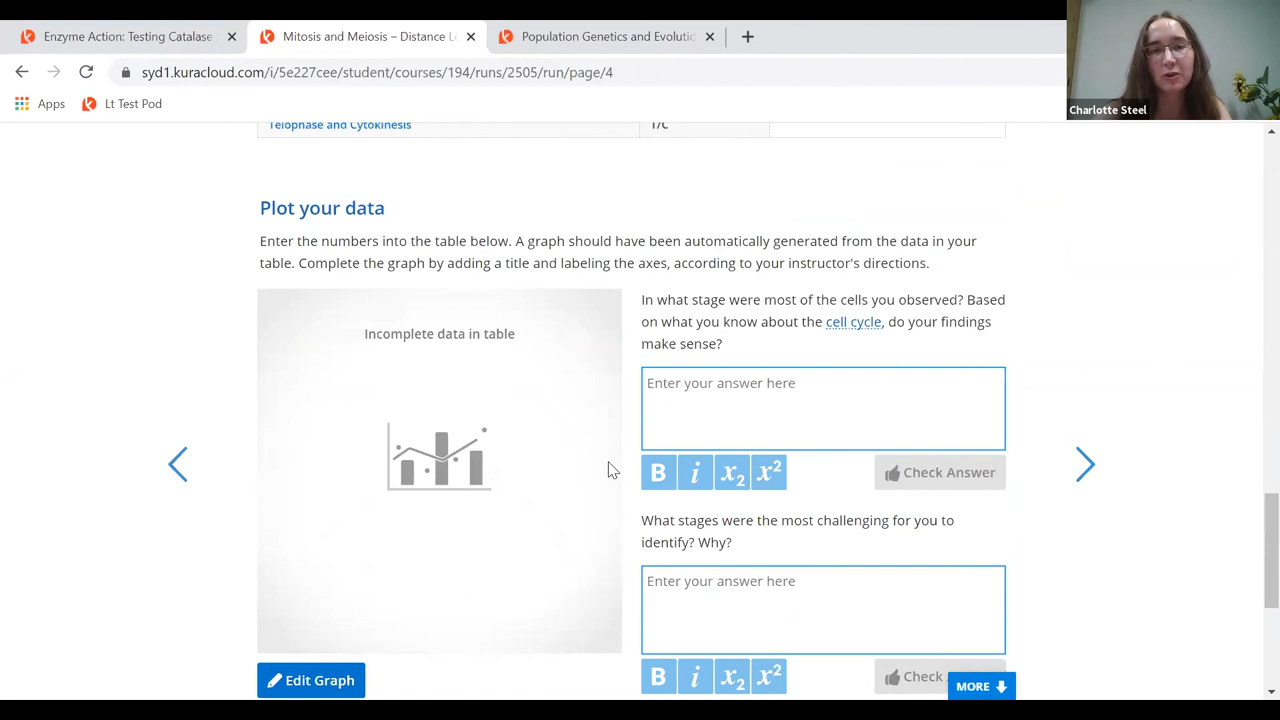 Enzyme Action: Testing Catalase
Mitosis and Meiosis – Distance L
Population Genetics and Evoluti
syd1.kuracloud.com/i/5e227cee/student/courses/194/runs/2505/run/page/4
Apps
Lt Test Pod
Charlotte Steel
Telophase and Cytokinesis
T/C
Plot your data
Enter the numbers into the table below. A graph should have been automatically generated from the data in your
table. Complete the graph by adding a title and labeling the axes, according to your instructor's directions.
Incomplete data in table
In what stage were most of the cells you observed? Based
on what you know about the cell cycle, do your findings
make sense?
Enter your answer here
B i x₂ x²
Check Answer
What stages were the most challenging for you to
identify? Why?
Enter your answer here
B i x₂ x²
Check
Edit Graph
MORE